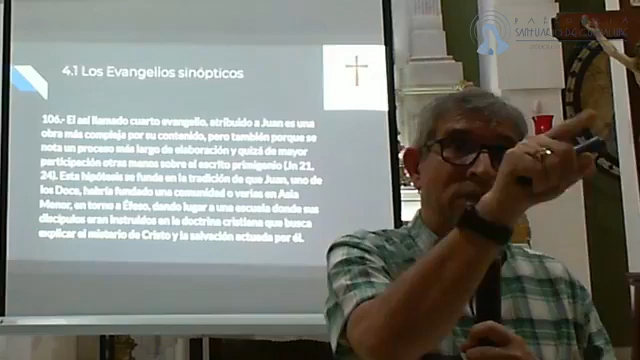 PARROQUIA
SANTUARIO DE GUADALUPE
4.1 Los Evangelios sinópticos
106.- El así llamado cuarto evangelio, atribuido a Juan es una
obra más compleja por su contenido, pero también porque se
nota un proceso más largo de elaboración y quizá de mayor
participación otras manos sobre el escrito primigenio (Jn 21,
24). Esta hipótesis se funda en la tradición de que Juan, uno de
los Doce, habría fundado una comunidad o varias en Asia
Menor, en torno a Éfeso, dando lugar a una escuela donde sus
discípulos eran instruidos en la doctrina cristiana que busca
explicar el misterio de Cristo y la salvación actuada por él.